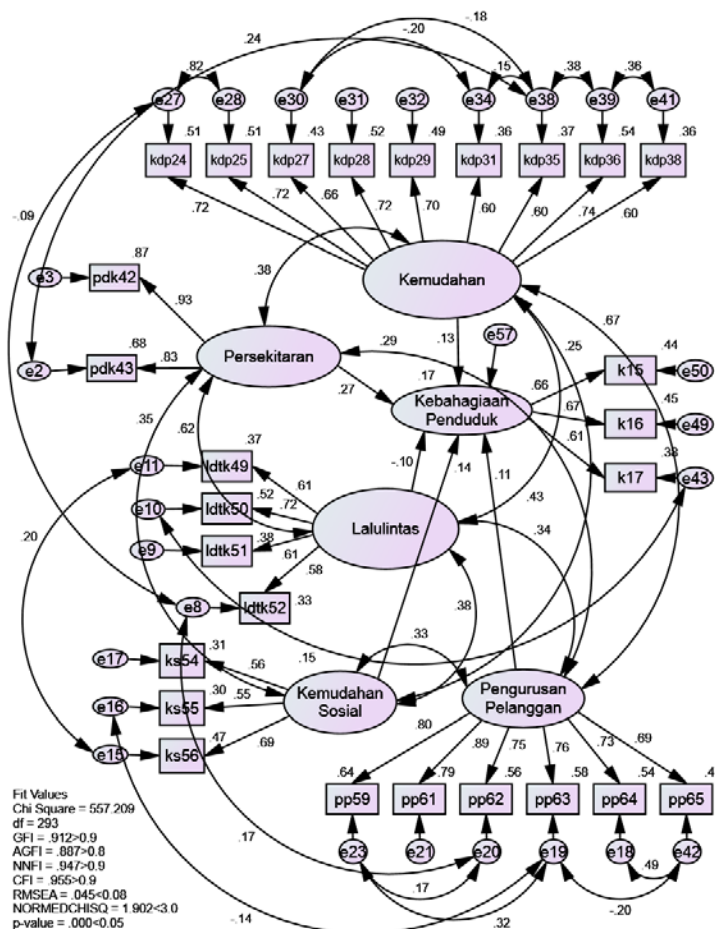 -.18
-.20
.24 .82 .15 .38 .36
e27 e28 e30 e31 e32 e34 e38 e39 e41
.51 .51 .43 .52 .49 .36 .37 .54 .36
kdp24 kdp25 kdp27 kdp28 kdp29 kdp31 kdp35 kdp36 kdp38
.72 .72 .66 .72 .70 .60 .60 .74 .60
-.09
.87
e3 pdk42 .38 Kemudahan
.93
.67
.68 .29 .13 e57 .25 .44
e2 pdk43 .83 Persekitaran k15 e50
.27 .17 .66
Kebahagiaan
Penduduk
.67 .45
k16 e49
.35 .61
.62 .37 .38
e11 ldtk49 -.10 .14 k17 e43
.61 .11
.52 .72 .43
e10 ldtk50 Lalulintas .34
.20 .38
e9 ldtk51 .61
.58
e8 ldtk52 .33 .38
.31 .15 .33
e17 ks54 .56
.30 Kemudahan
Sosial
Pengurusan
Pelanggan
e16 ks55 .55
.47 .69
e15 ks56
.80 .89 .75 .76 .73 .69
.64 .79 .56 .58 .54 .4
pp59 pp61 pp62 pp63 pp64 pp65
e23 e21 e20 e19 e18 e42
.17 .17 .49
-.14 .32 -.20
Fit Values
Chi Square = 557.209
df = 293
GFI = .912>0.9
AGFI = .887>0.8
NNFI = .947>0.9
CFI = .955>0.9
RMSEA = .045<0.08
NORMEDCHISQ = 1.902<3.0
p-value = .000<0.05